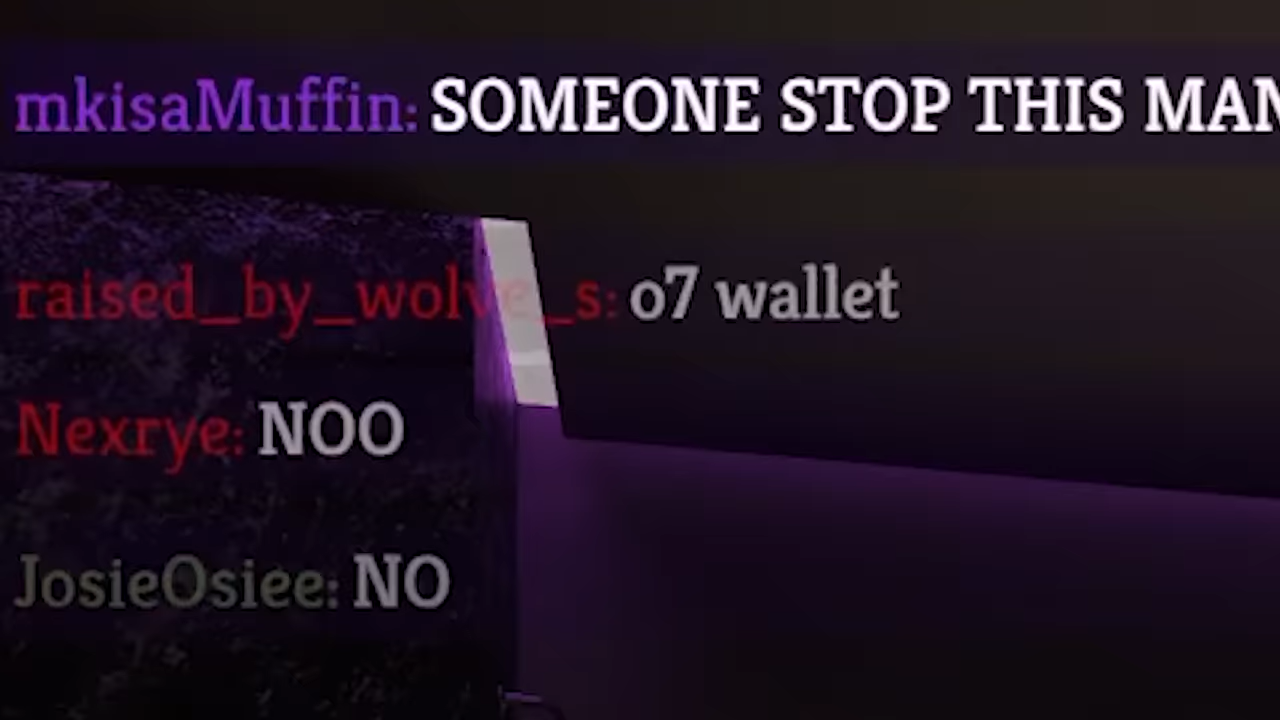 mkisaMuffin: SOMEONE STOP THIS MAN
raised_by_wolve_s: o7 wallet
Nexrye: NOO
JosieOsiee: NO